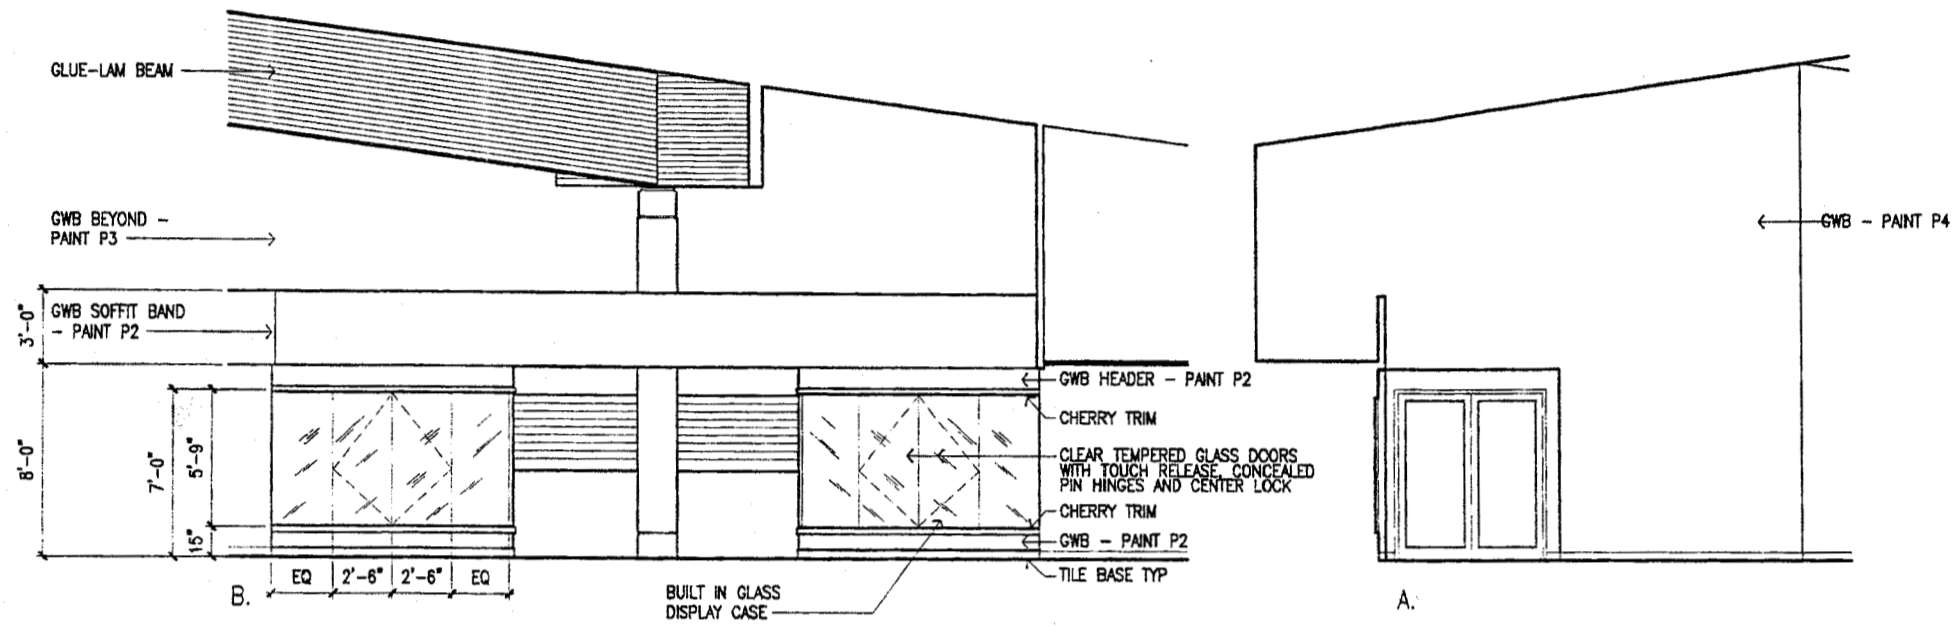 GLUE-LAM BEAM
GWB BEYOND -
PAINT P3
GWB - PAINT P4
3'-0"
GWB SOFFIT BAND
- PAINT P2
8'-0"
7'-0"
5'-9"
15"
GWB HEADER - PAINT P2
CHERRY TRIM
CLEAR TEMPERED GLASS DOORS
WITH TOUCH RELEASE, CONCEALED
PIN HINGES AND CENTER LOCK
CHERRY TRIM
GWB - PAINT P2
TILE BASE TYP
EQ 2'-6" 2'-6" EQ
B.
BUILT IN GLASS
DISPLAY CASE
A.